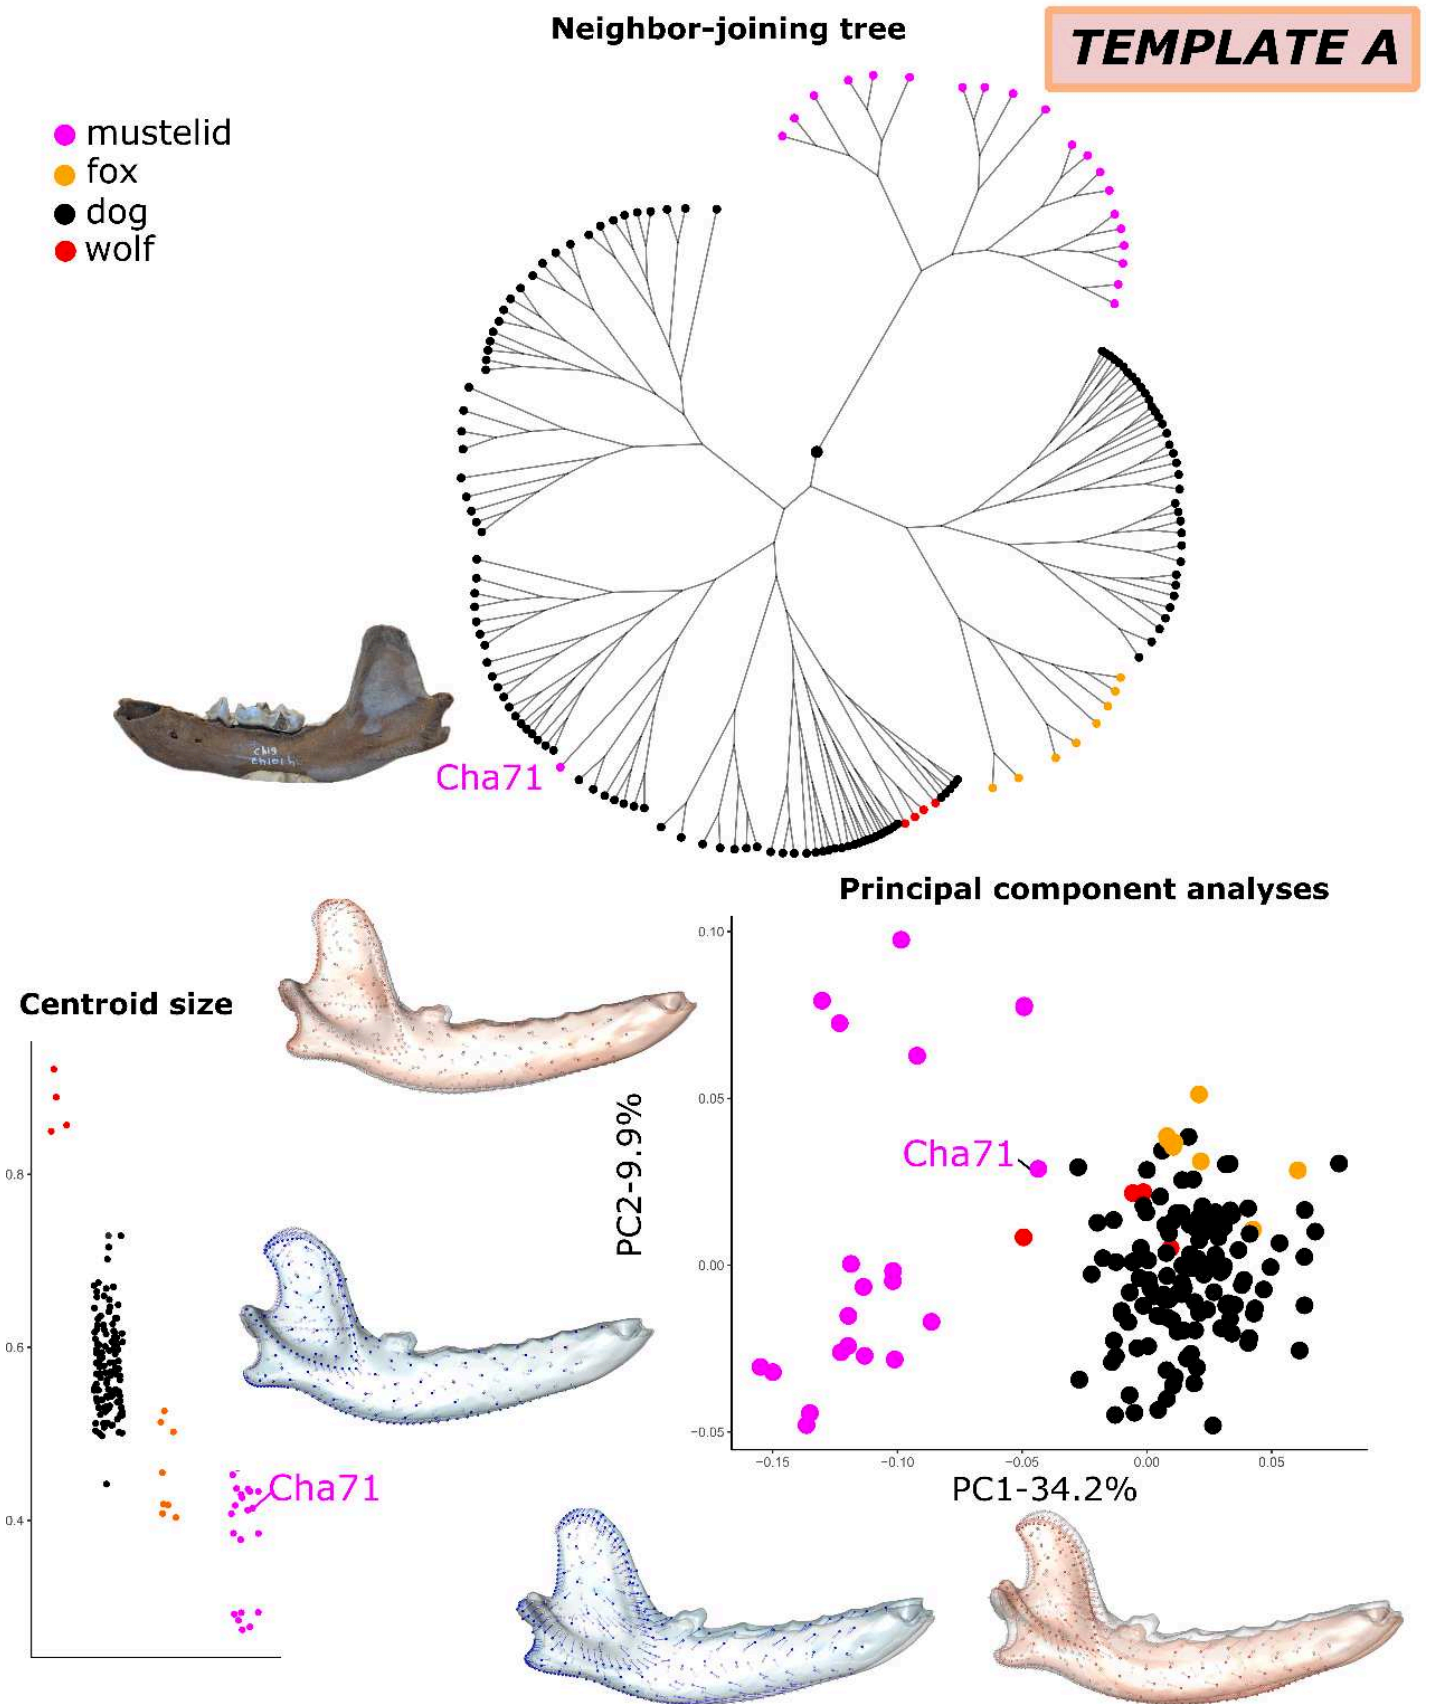 Neighbor-joining tree
TEMPLATE A
mustelid
fox
dog
wolf
Cha71
Principal component analyses
Centroid size
0.8
0.6
0.4
Cha71
PC2-9.9%
0.10
0.05
0.00
−0.05
Cha71
−0.15
−0.10
−0.05
0.00
0.05
PC1-34.2%